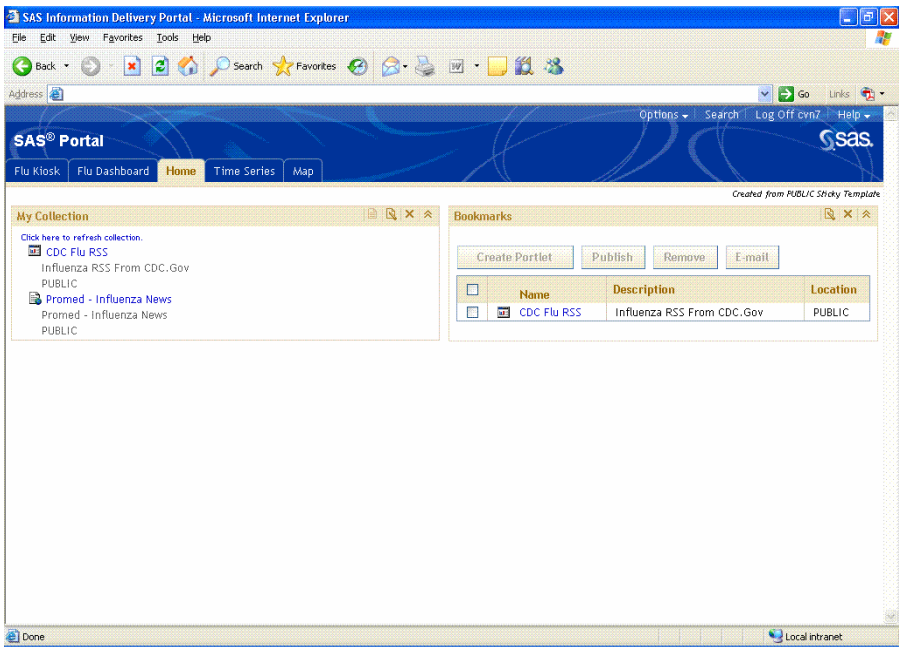 SAS Information Delivery Portal - Microsoft Internet Explorer
File Edit View Favorites Tools Help
Back Search Favorites
Address Go Links
Options Search Log Off cvn7 Help
SAS® Portal
sas.
Flu Kiosk Flu Dashboard Home Time Series Map
Created from PUBLIC Sticky Template
My Collection
Click here to refresh collection.
CDC Flu RSS
Influenza RSS From CDC.Gov
PUBLIC
Promed - Influenza News
Promed - Influenza News
PUBLIC
Bookmarks
Create Portlet Publish Remove E-mail
Name Description Location
CDC Flu RSS Influenza RSS From CDC.Gov PUBLIC
Done Local intranet